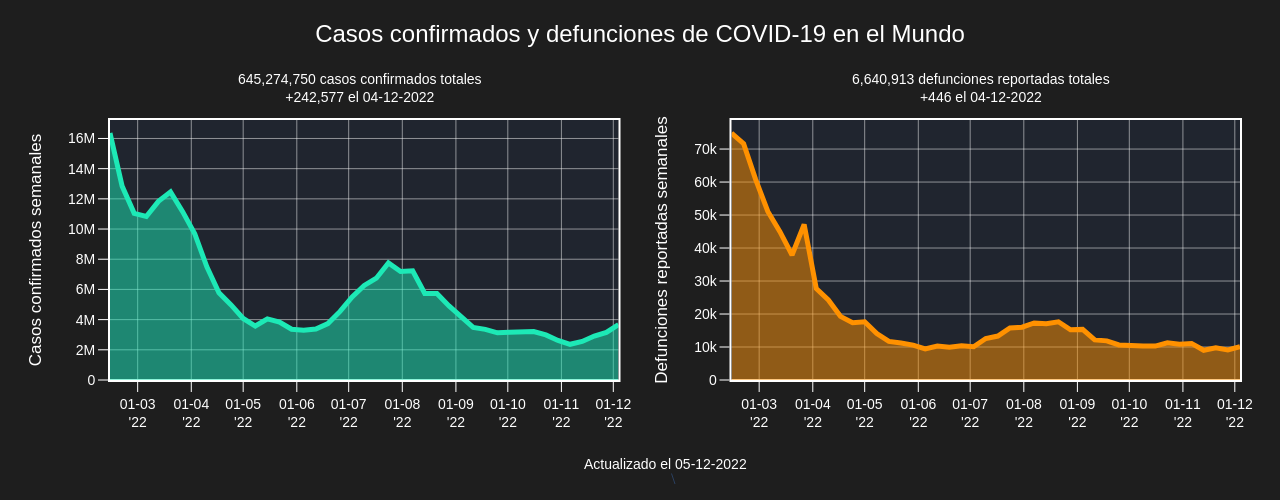 Casos confirmados y defunciones de COVID-19 en el Mundo
645,274,750 casos confirmados totales
+242,577 el 04-12-2022
Casos confirmados semanales
16M
14M
12M
10M
8M
6M
4M
2M
0
01-03 '22
01-04 '22
01-05 '22
01-06 '22
01-07 '22
01-08 '22
01-09 '22
01-10 '22
01-11 '22
01-12 '22
6,640,913 defunciones reportadas totales
+446 el 04-12-2022
Defunciones reportadas semanales
70k
60k
50k
40k
30k
20k
10k
0
01-03 '22
01-04 '22
01-05 '22
01-06 '22
01-07 '22
01-08 '22
01-09 '22
01-10 '22
01-11 '22
01-12 '22
Actualizado el 05-12-2022
\